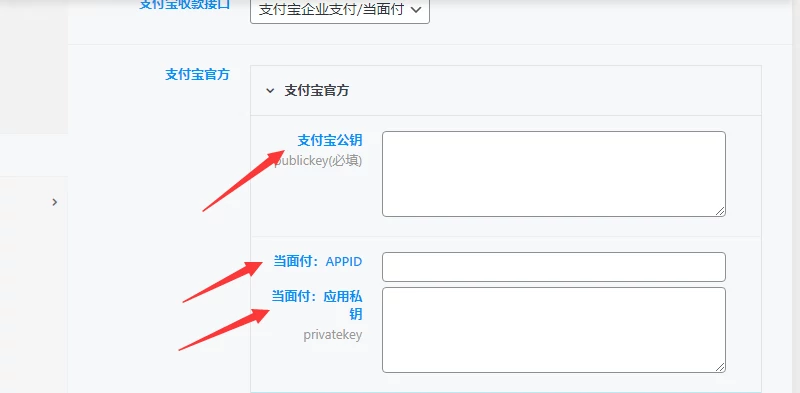 支付宝收款接口
支付宝企业支付/当面付
支付宝官方
支付宝官方
支付宝公钥
publickey(必填)
当面付：APPID
当面付：应用私
钥
privatekey